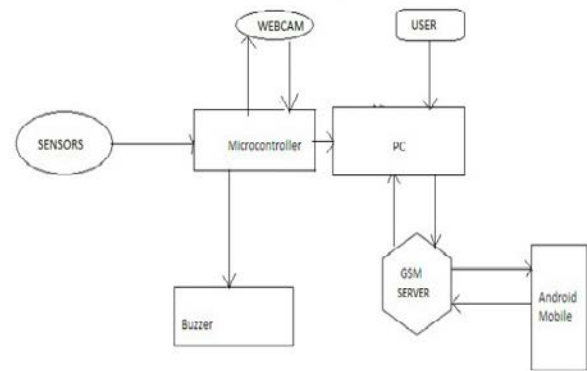 WEBCAM
USER
SENSORS
Microcontroller
PC
GSM
SERVER
Android
Mobile
Buzzer